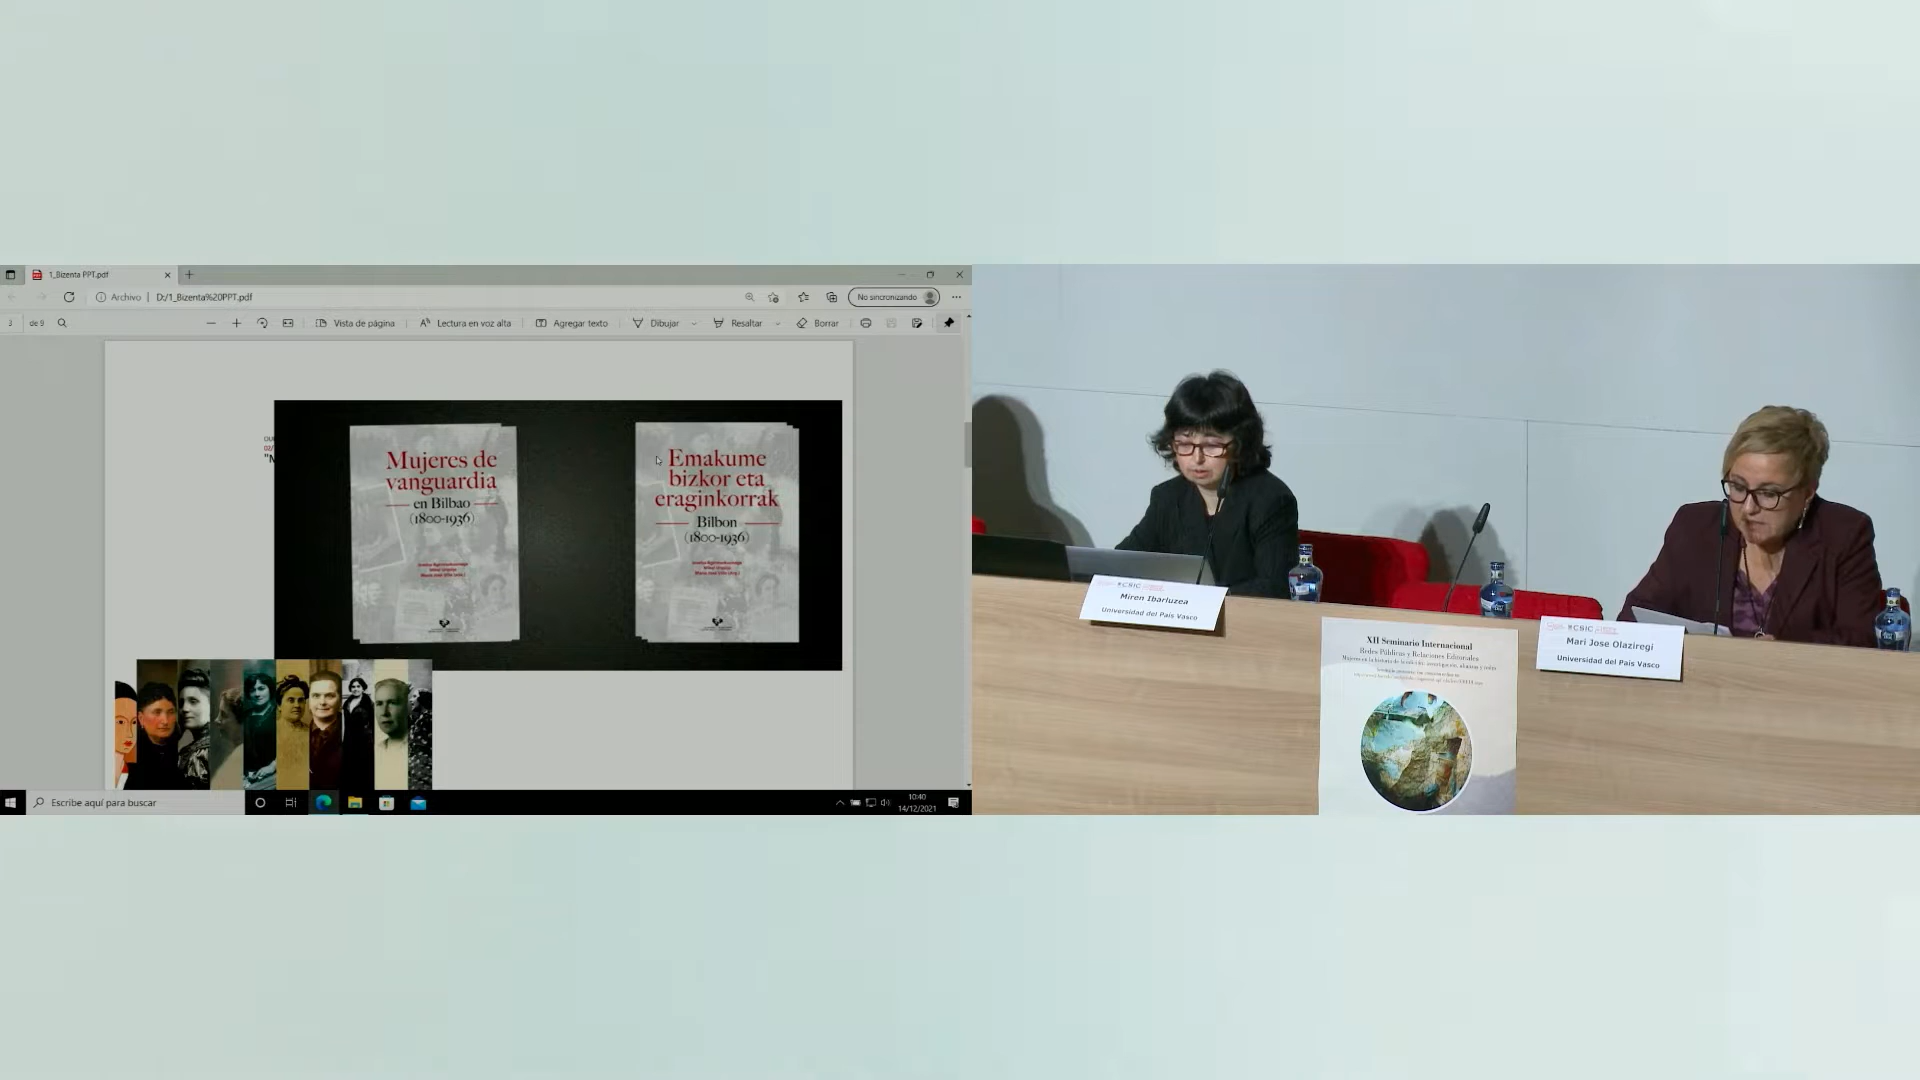 1_Bizenta PPT.pdf
Archivo | D:/1_Bizenta%20PPT.pdf
No sincronizando
3 de 9
Vista de página
Lectura en voz alta
Agregar texto
Dibujar
Resaltar
Borrar
Mujeres de
vanguardia
en Bilbao
(1800-1936)
Emakume
bizkor eta
eraginkorrak
Bilbon
(1800-1936)
Escribe aquí para buscar
10:40
14/12/2021
CSIC
Miren Ibarluzea
Universidad del País Vasco
XII Seminario Internacional
Redes Públicas y Relaciones Editoriales
CSIC
Mari Jose Olaziregi
Universidad del País Vasco